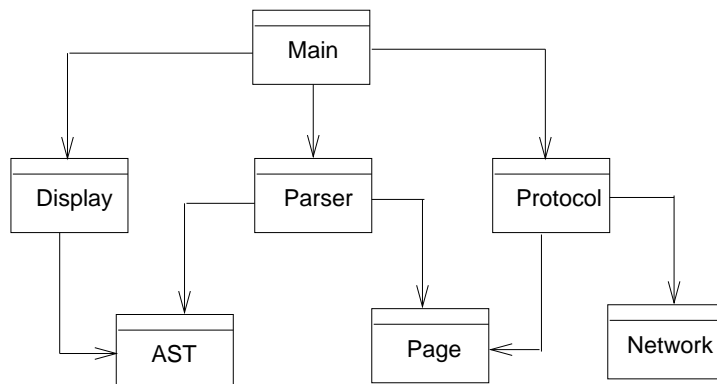 Main
Display
Parser
Protocol
AST
Page
Network